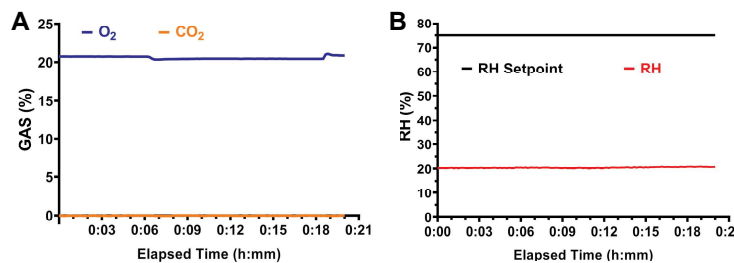 A
O2 CO2
GAS (%)
25
20
15
10
5
0
0:03 0:06 0:09 0:12 0:15 0:18 0:21
Elapsed Time (h:mm)
B
RH Setpoint RH
RH (%)
80
70
60
50
40
30
20
10
0
0:00 0:03 0:06 0:09 0:12 0:15 0:18 0:2
Elapsed Time (h:mm)